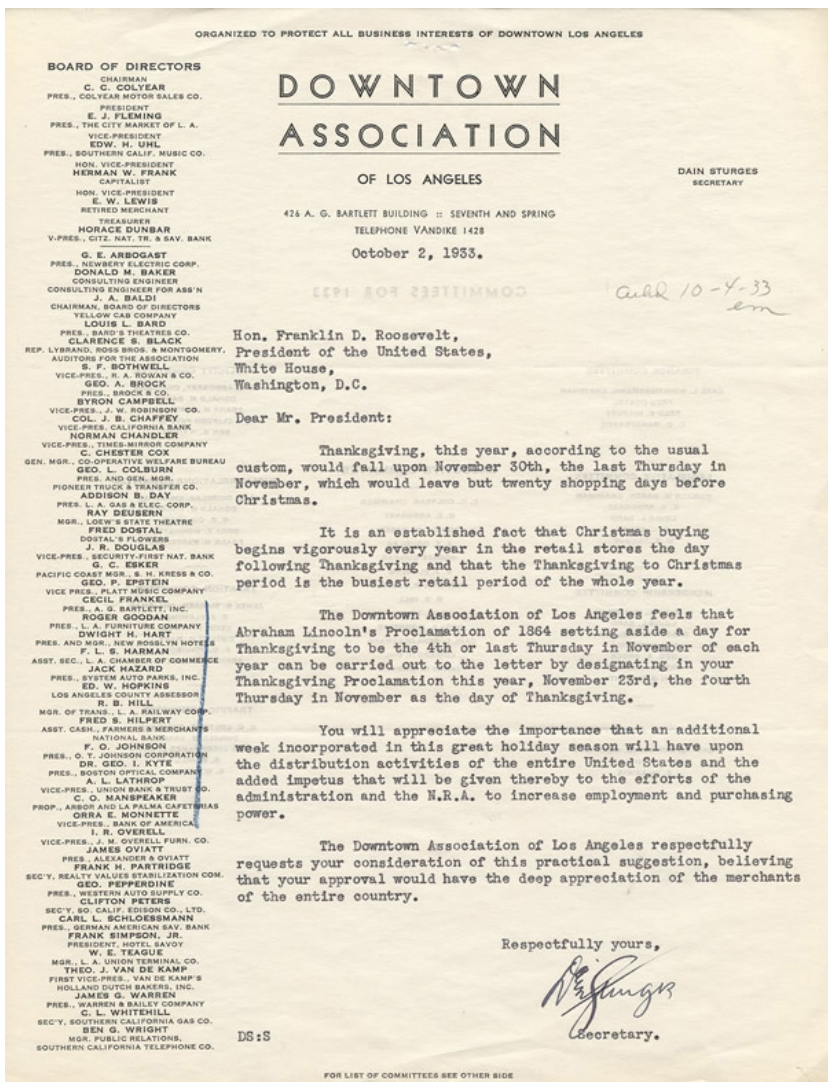 ORGANIZED TO PROTECT ALL BUSINESS INTERESTS OF DOWNTOWN LOS ANGELES
BOARD OF DIRECTORS
CHAIRMAN
C. C. COLYEAR
PRES., COLYEAR MOTOR SALES CO.
PRESIDENT
E. J. FLEMING
PRES., THE CITY MARKET OF L. A.
VICE-PRESIDENT
EDW. H. UHL
PRES., SOUTHERN CALIF. MUSIC CO.
HON. VICE-PRESIDENT
HERMAN W. FRANK
CAPITALIST
HON. VICE-PRESIDENT
E. W. LEWIS
RETIRED MERCHANT
TREASURER
HORACE DUNBAR
V-PRES., CITZ. NAT. TR. & SAV. BANK
G. E. ARBOGAST
PRES., NEWBERY ELECTRIC CORP.
DONALD M. BAKER
CONSULTING ENGINEER
CONSULTING ENGINEER FOR ASS'N
J. A. BALDI
CHAIRMAN, BOARD OF DIRECTORS
YELLOW CAB COMPANY
LOUIS L. BARD
PRES., BARD'S THEATRES CO.
CLARENCE S. BLACK
REP. LYBRAND, ROSS BROS. & MONTGOMERY,
AUDITORS FOR THE ASSOCIATION
S. F. BOTHWELL
VICE-PRES., R. A. ROWAN & CO.
GEO. A. BROCK
PRES., BROCK & CO.
BYRON CAMPBELL
VICE-PRES., J. W. ROBINSON CO.
COL. J. B. CHAFFEY
VICE-PRES. CALIFORNIA BANK
NORMAN CHANDLER
VICE-PRES., TIMES-MIRROR COMPANY
C. CHESTER COX
GEN. MGR., CO-OPERATIVE WELFARE BUREAU
GEO. L. COLBURN
PRES. AND GEN. MGR.
PIONEER TRUCK & TRANSFER CO.
ADDISON B. DAY
PRES. L. A. GAS & ELEC. CORP.
RAY DEUSERN
MGR., LOEW'S STATE THEATRE
FRED DOSTAL
DOSTAL'S FLOWERS
J. R. DOUGLAS
VICE-PRES., SECURITY-FIRST NAT. BANK
G. C. ESKER
PACIFIC COAST MGR., S. H. KRESS & CO.
GEO. P. EPSTEIN
VICE PRES., PLATT MUSIC COMPANY
CECIL FRANKEL
PRES., A. G. BARTLETT, INC.
ROGER GOODAN
PRES., L. A. FURNITURE COMPANY
DWIGHT H. HART
PRES. AND MGR., NEW ROSSLYN HOTELS
F. L. S. HARMAN
ASST. SEC., L. A. CHAMBER OF COMMERCE
JACK HAZARD
PRES., SYSTEM AUTO PARKS, INC.
ED. W. HOPKINS
LOS ANGELES COUNTY ASSESSOR
R. B. HILL
MGR. OF TRANS., L. A. RAILWAY CORP.
FRED S. HILPERT
ASST. CASH., FARMERS & MERCHANTS
NATIONAL BANK
F. O. JOHNSON
PRES., O. T. JOHNSON CORPORATION
DR. GEO. I. KYTE
PRES., BOSTON OPTICAL COMPANY
A. L. LATHROP
VICE-PRES., UNION BANK & TRUST CO.
C. O. MANSPEAKER
PROP., ARBOR AND LA PALMA CAFETERIAS
ORRA E. MONNETTE
VICE-PRES., BANK OF AMERICA
I. R. OVERELL
VICE-PRES., J. M. OVERELL FURN. CO.
JAMES OVIATT
PRES., ALEXANDER & OVIATT
FRANK H. PARTRIDGE
SEC'Y, REALTY VALUES STABILIZATION COM.
GEO. PEPPERDINE
PRES., WESTERN AUTO SUPPLY CO.
CLIFTON PETERS
SEC'Y, SO. CALIF. EDISON CO., LTD.
CARL L. SCHLOESSMANN
PRES., GERMAN AMERICAN SAV. BANK
FRANK SIMPSON, JR.
PRESIDENT, HOTEL SAVOY
W. E. TEAGUE
MGR., L. A. UNION TERMINAL CO.
THEO. J. VAN DE KAMP
FIRST VICE-PRES., VAN DE KAMP'S
HOLLAND DUTCH BAKERS, INC.
JAMES G. WARREN
PRES., WARREN & BAILEY COMPANY
C. L. WHITEHILL
SEC'Y, SOUTHERN CALIFORNIA GAS CO.
BEN G. WRIGHT
MGR. PUBLIC RELATIONS,
SOUTHERN CALIFORNIA TELEPHONE CO.
DOWNTOWN
ASSOCIATION
OF LOS ANGELES
426 A. G. BARTLETT BUILDING :: SEVENTH AND SPRING
TELEPHONE VANDIKE 1428
DAIN STURGES
SECRETARY
October 2, 1933.
10-4-33
em
Hon. Franklin D. Roosevelt,
President of the United States,
White House,
Washington, D.C.
Dear Mr. President:
Thanksgiving, this year, according to the usual
custom, would fall upon November 30th, the last Thursday in
November, which would leave but twenty shopping days before
Christmas.
It is an established fact that Christmas buying
begins vigorously every year in the retail stores the day
following Thanksgiving and that the Thanksgiving to Christmas
period is the busiest retail period of the whole year.
The Downtown Association of Los Angeles feels that
Abraham Lincoln's Proclamation of 1864 setting aside a day for
Thanksgiving to be the 4th or last Thursday in November of each
year can be carried out to the letter by designating in your
Thanksgiving Proclamation this year, November 23rd, the fourth
Thursday in November as the day of Thanksgiving.
You will appreciate the importance that an additional
week incorporated in this great holiday season will have upon
the distribution activities of the entire United States and the
added impetus that will be given thereby to the efforts of the
administration and the N.R.A. to increase employment and purchasing
power.
The Downtown Association of Los Angeles respectfully
requests your consideration of this practical suggestion, believing
that your approval would have the deep appreciation of the merchants
of the entire country.
Respectfully yours,
Secretary.
DS:S
FOR LIST OF COMMITTEES SEE OTHER SIDE